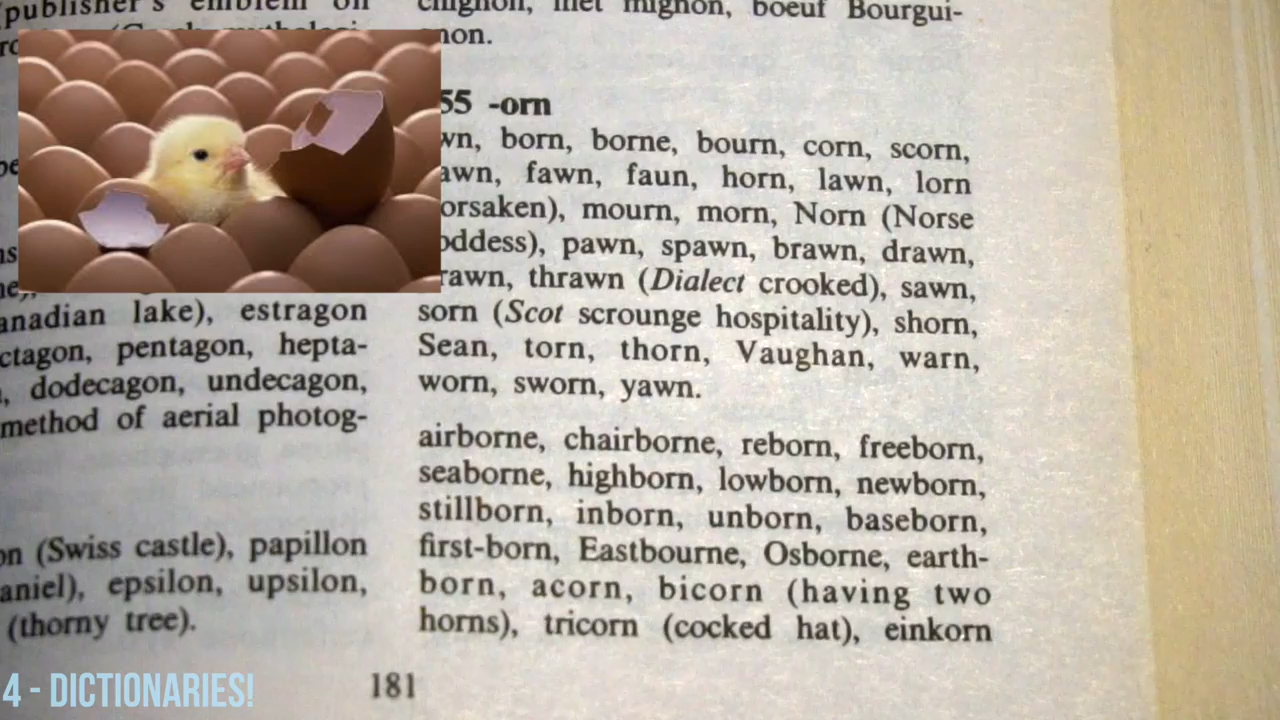 publisher's emblem on
anadian lake), estragon
ctagon, pentagon, hepta-
, dodecagon, undecagon,
method of aerial photog-
on (Swiss castle), papillon
aniel), epsilon, upsilon,
(thorny tree).
chignon, filet mignon, boeuf Bourgui-
gnon.
55 -orn
wn, born, borne, bourn, corn, scorn,
awn, fawn, faun, horn, lawn, lorn
orsaken), mourn, morn, Norn (Norse
oddess), pawn, spawn, brawn, drawn,
rawn, thrawn (Dialect crooked), sawn,
sorn (Scot scrounge hospitality), shorn,
Sean, torn, thorn, Vaughan, warn,
worn, sworn, yawn.
airborne, chairborne, reborn, freeborn,
seaborne, highborn, lowborn, newborn,
stillborn, inborn, unborn, baseborn,
first-born, Eastbourne, Osborne, earth-
born, acorn, bicorn (having two
horns), tricorn (cocked hat), einkorn
181
4 - DICTIONARIES!